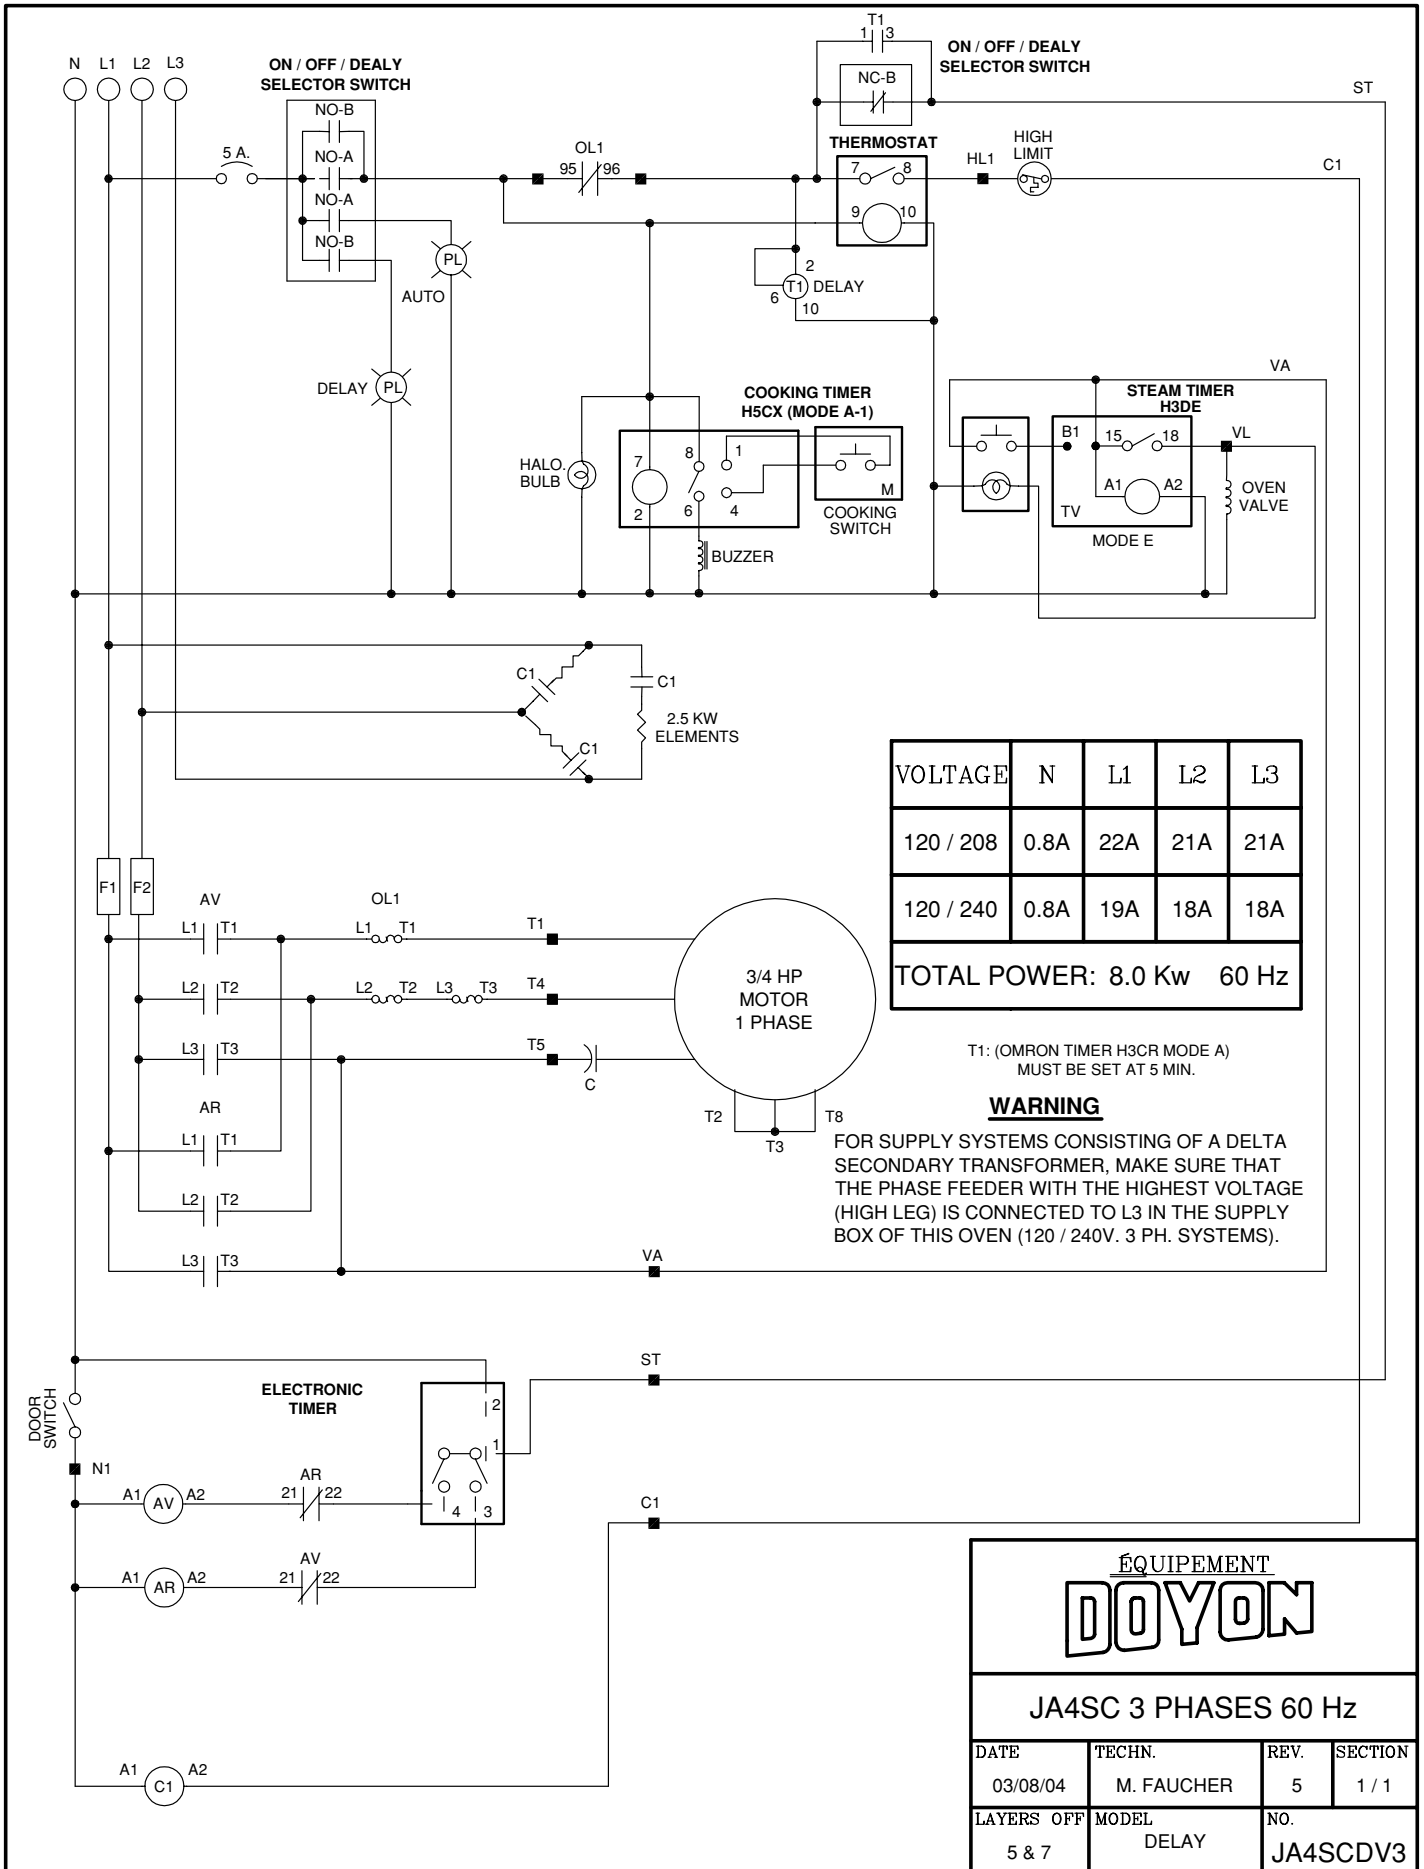 N L1 L2 L3
ON / OFF / DEALY
SELECTOR SWITCH
NO-B
NO-A
NO-A
NO-B
5 A.
OL1
95 96
T1
1 3
ON / OFF / DEALY
SELECTOR SWITCH
NC-B
ST
THERMOSTAT
7 8
9 10
HL1
HIGH
LIMIT
C1
PL
AUTO
2
T1 DELAY
6
10
DELAY PL
COOKING TIMER
H5CX (MODE A-1)
HALO.
BULB
7
2
8
6
1
4
M
COOKING
SWITCH
BUZZER
VA
STEAM TIMER
H3DE
B1
15 18
VL
A1 A2
TV
OVEN
VALVE
MODE E
C1
C1
C1
2.5 KW
ELEMENTS
VOLTAGE N L1 L2 L3
120 / 208 0.8A 22A 21A 21A
120 / 240 0.8A 19A 18A 18A
TOTAL POWER: 8.0 Kw 60 Hz
F1 F2
AV
OL1
L1 T1 L1 T1 T1
L2 T2 L2 T2 L3 T3 T4
L3 T3 T5
C
3/4 HP
MOTOR
1 PHASE
T2 T8
T3
AR
L1 T1
L2 T2
L3 T3
VA
T1: (OMRON TIMER H3CR MODE A)
MUST BE SET AT 5 MIN.
WARNING
FOR SUPPLY SYSTEMS CONSISTING OF A DELTA
SECONDARY TRANSFORMER, MAKE SURE THAT
THE PHASE FEEDER WITH THE HIGHEST VOLTAGE
(HIGH LEG) IS CONNECTED TO L3 IN THE SUPPLY
BOX OF THIS OVEN (120 / 240V. 3 PH. SYSTEMS).
ST
ELECTRONIC
TIMER
2
1
4 3
DOOR
SWITCH
N1
A1 AV A2
AR
21 22
A1 AR A2
AV
21 22
C1
A1 C1 A2
ÉQUIPEMENT
DOYON
JA4SC 3 PHASES 60 Hz
DATE TECHN. REV. SECTION
03/08/04 M. FAUCHER 5 1 / 1
LAYERS OFF MODEL NO.
5 & 7 DELAY JA4SCDV3